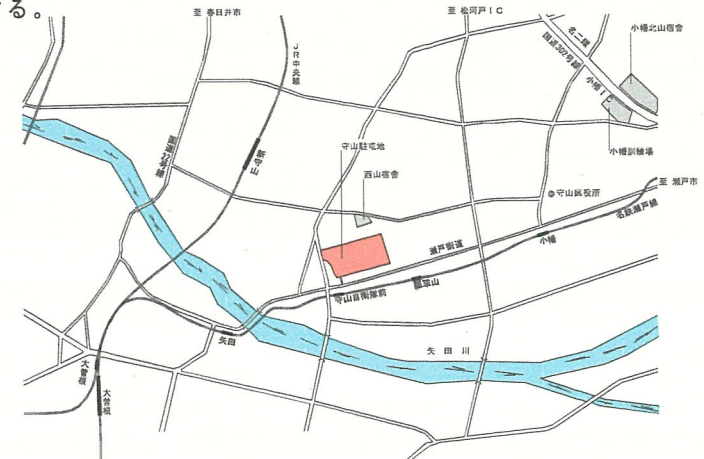 る。
至 春日井市
至 松河戸IC
名二環
国道302号線
小幡IC
小幡北山宿舎
小幡訓練場
JR中央線
新守山
守山駐屯地
西山宿舎
守山区役所
至 瀬戸市
名鉄瀬戸線
瀬戸街道
小幡
瓢箪山
守山自衛隊前
矢田
矢田川
大曽根
大曽根